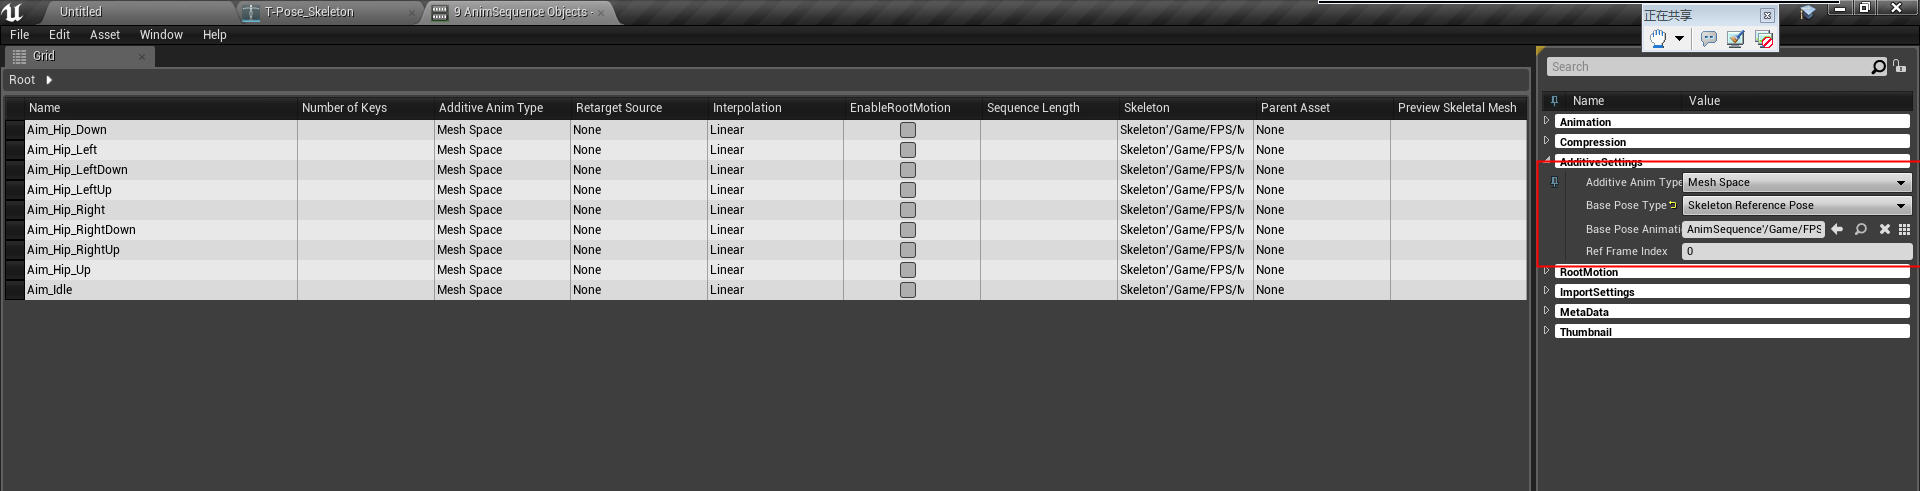 Untitled
T-Pose_Skeleton
9 AnimSequence Objects -
正在共享
File Edit Asset Window Help
Grid
Root
Search
Name Number of Keys Additive Anim Type Retarget Source Interpolation EnableRootMotion Sequence Length Skeleton Parent Asset Preview Skeletal Mesh
Aim_Hip_Down Mesh Space None Linear Skeleton'/Game/FPS/M None
Aim_Hip_Left Mesh Space None Linear Skeleton'/Game/FPS/M None
Aim_Hip_LeftDown Mesh Space None Linear Skeleton'/Game/FPS/M None
Aim_Hip_LeftUp Mesh Space None Linear Skeleton'/Game/FPS/M None
Aim_Hip_Right Mesh Space None Linear Skeleton'/Game/FPS/M None
Aim_Hip_RightDown Mesh Space None Linear Skeleton'/Game/FPS/M None
Aim_Hip_RightUp Mesh Space None Linear Skeleton'/Game/FPS/M None
Aim_Hip_Up Mesh Space None Linear Skeleton'/Game/FPS/M None
Aim_Idle Mesh Space None Linear Skeleton'/Game/FPS/M None
Name Value
Animation
Compression
AdditiveSettings
Additive Anim Type Mesh Space
Base Pose Type Skeleton Reference Pose
Base Pose Animati AnimSequence'/Game/FPS
Ref Frame Index 0
RootMotion
ImportSettings
MetaData
Thumbnail